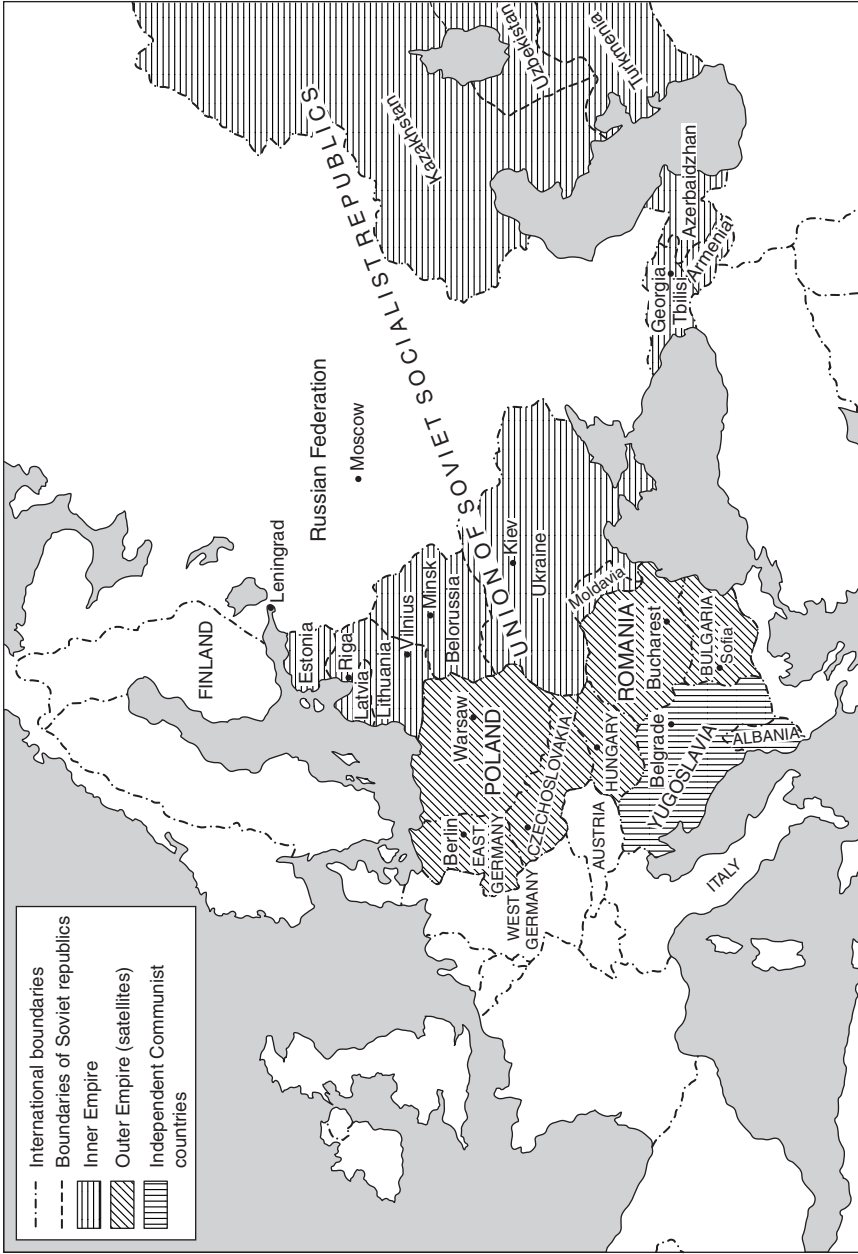 International boundaries
Boundaries of Soviet republics
Inner Empire
Outer Empire (satellites)
Independent Communist
countries
FINLAND
Leningrad
Russian Federation
Moscow
UNION OF SOVIET SOCIALIST REPUBLICS
Estonia
Riga
Latvia
Lithuania
Vilnius
Minsk
Belorussia
Kiev
Ukraine
Moldavia
Kazakhstan
Uzbekistan
Turkmenia
Georgia
Tbilisi
Azerbaidzhan
Armenia
Berlin
EAST
GERMANY
WEST
GERMANY
Warsaw
POLAND
CZECHOSLOVAKIA
AUSTRIA
HUNGARY
ROMANIA
Bucharest
Belgrade
YUGOSLAVIA
BULGARIA
Sofia
ALBANIA
ITALY